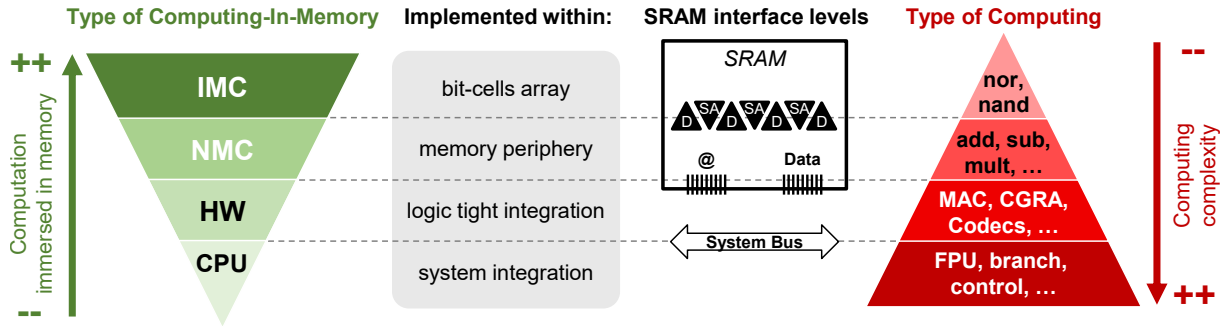 Type of Computing-In-Memory
Implemented within:
SRAM interface levels
Type of Computing
++
Computation
immersed in memory
--
IMC
NMC
HW
CPU
bit-cells array
memory periphery
logic tight integration
system integration
SRAM
D SA D SA D SA D
@
Data
System Bus
nor,
nand
add, sub,
mult, ...
MAC, CGRA,
Codecs, ...
FPU, branch,
control, ...
--
Computing
complexity
++